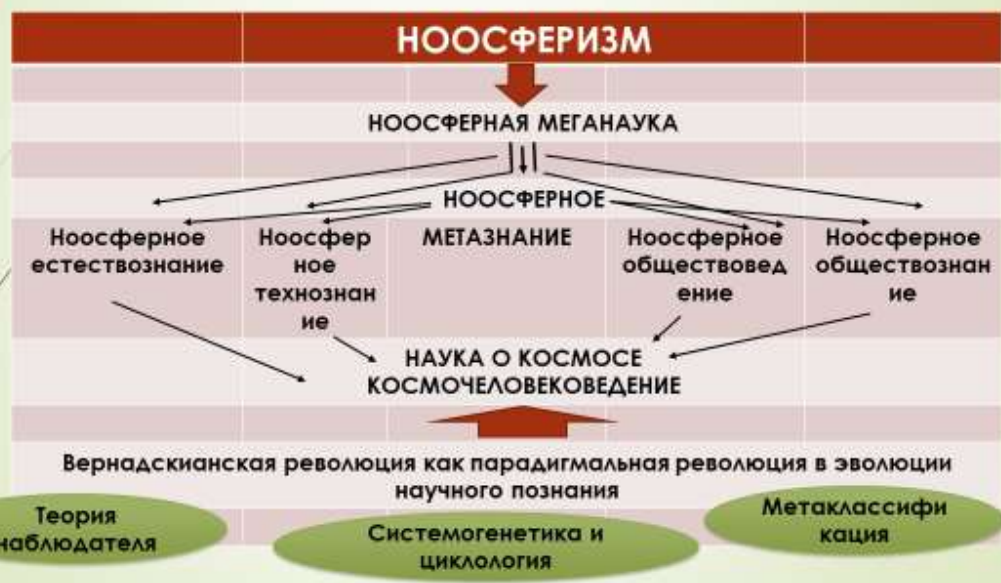 НООСФЕРИЗМ
НООСФЕРНАЯ МЕГАНАУКА
НООСФЕРНОЕ
МЕТАЗНАНИЕ
Ноосферное
естествознание
Ноосфер
ное
технознан
ие
Ноосферное
обществовед
ение
Ноосферное
обществознан
ие
НАУКА О КОСМОСЕ
КОСМОЧЕЛОВЕКОВЕДЕНИЕ
Вернадскианская революция как парадигмальная революция в эволюции
научного познания
Теория
наблюдателя
Системогенетика и
циклология
Метаклассифи
кация